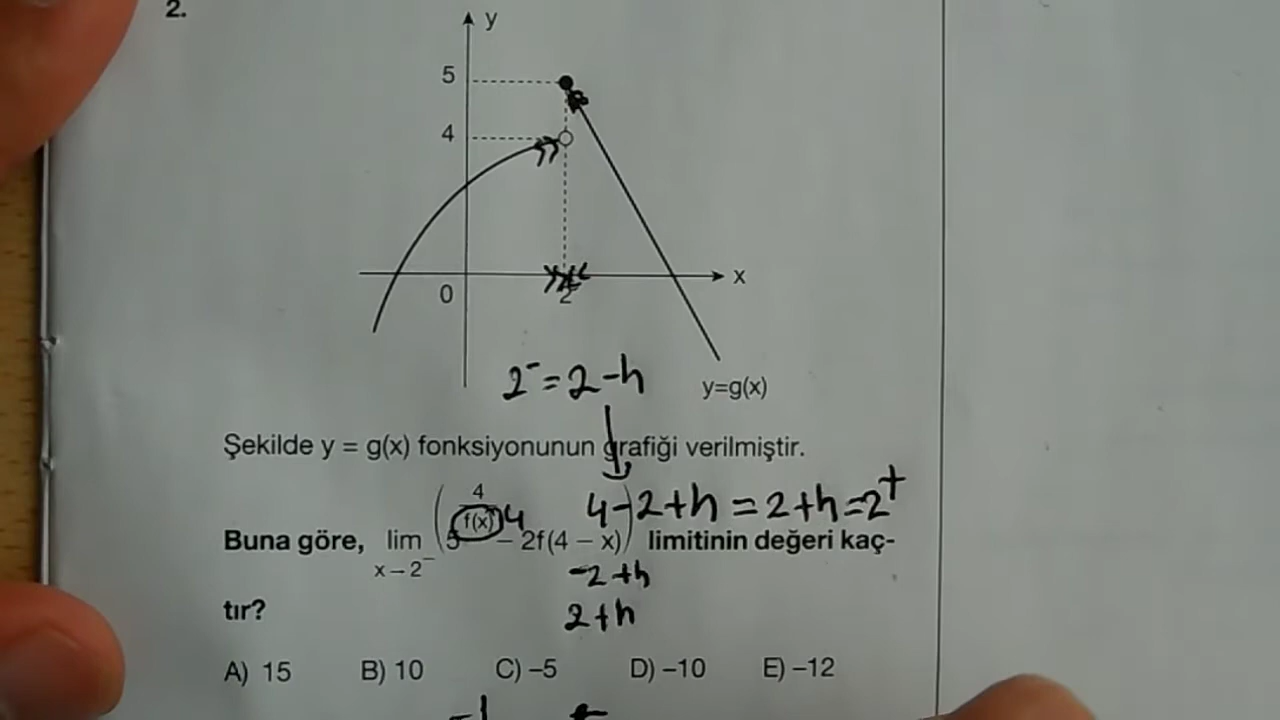 2.
y
5
4
0
2
x
2⁻ = 2 - h
y=g(x)
Şekilde y = g(x) fonksiyonunun grafiği verilmiştir.
4 - 2 + h = 2 + h = 2⁺
Buna göre, lim x→2⁻ (5^(4/f(x)) - 2f(4 - x)) limitinin değeri kaç-
4
-2+h
tır?
2+h
A) 15 B) 10 C) –5 D) –10 E) –12